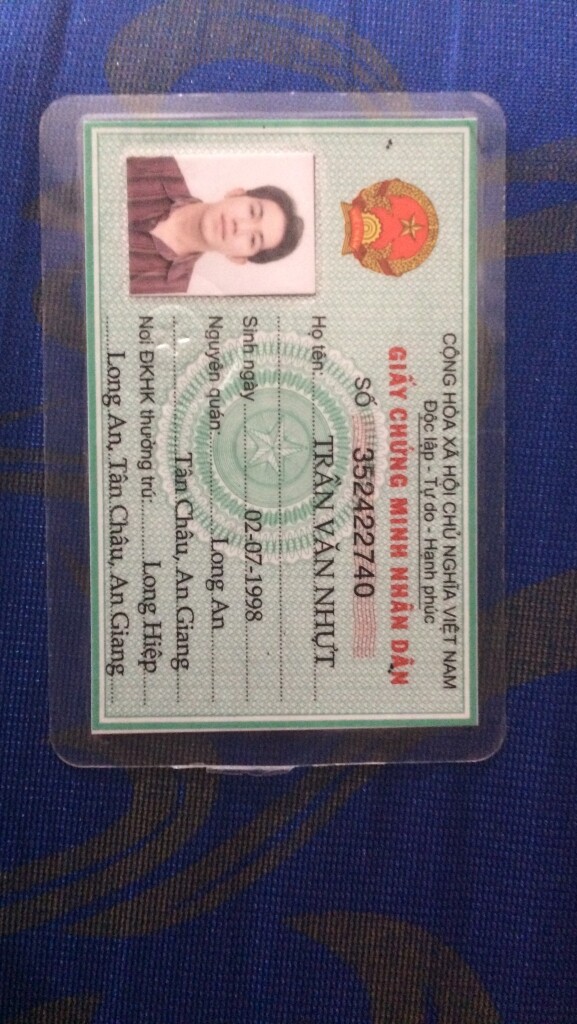 CỘNG HÒA XÃ HỘI CHỦ NGHĨA VIỆT NAM
Độc lập - Tự do - Hạnh phúc
GIẤY CHỨNG MINH NHÂN DÂN
SỐ 352422740
Họ tên: TRẦN VĂN NHỰT
Sinh ngày 02-07-1998
Nguyên quán: Long An
Tân Châu, An Giang
Nơi ĐKHK thường trú: Long Hiệp
Long An, Tân Châu, An Giang